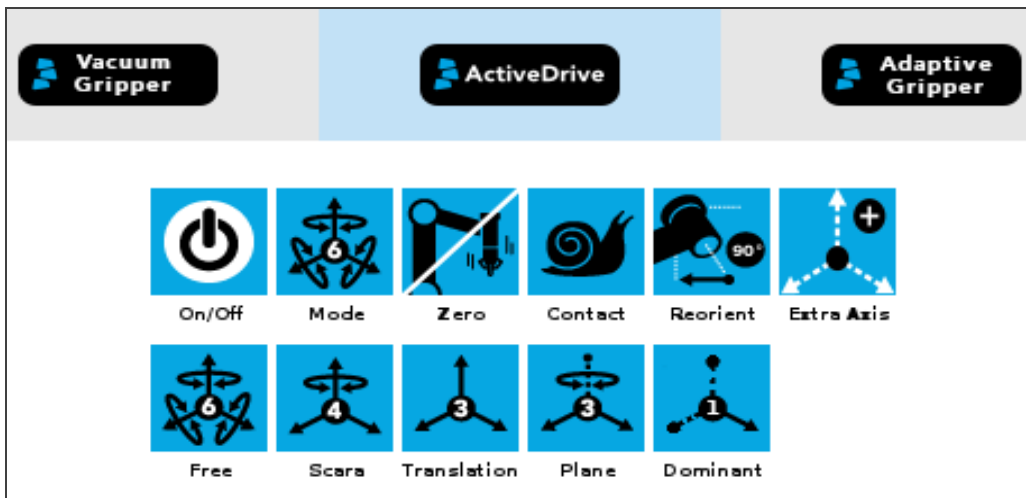 Vacuum
Gripper
ActiveDrive
Adaptive
Gripper
6
90°
+
On/Off Mode Zero Contact Reorient Extra Axis
6 4 3 3 1
Free Scara Translation Plane Dominant